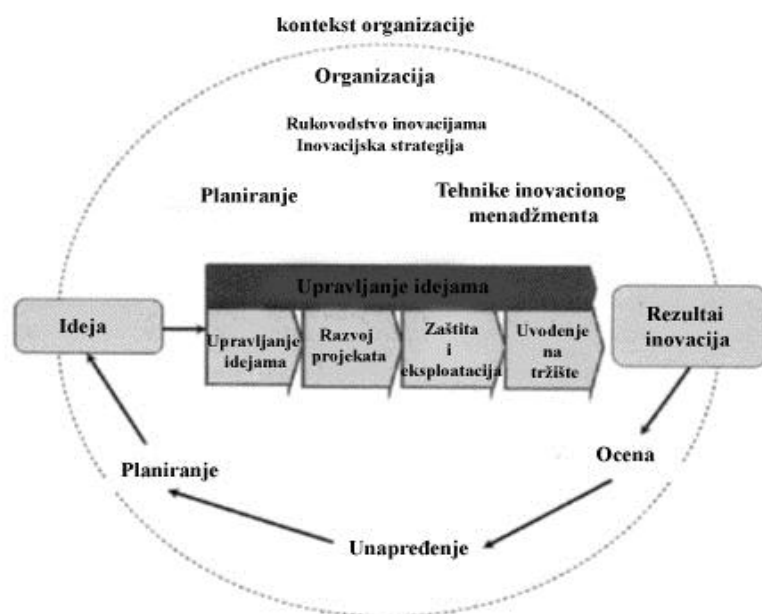 kontekst organizacije
Organizacija
Rukovodstvo inovacijama
Inovacijska strategija
Planiranje
Tehnike inovacionog
menadžmenta
Upravljanje idejama
Ideja
Upravljanje
idejama
Razvoj
projekata
Zaštita
i
eksploatacija
Uvođenje
na
tržište
Rezultai
inovacija
Planiranje
Ocena
Unapređenje